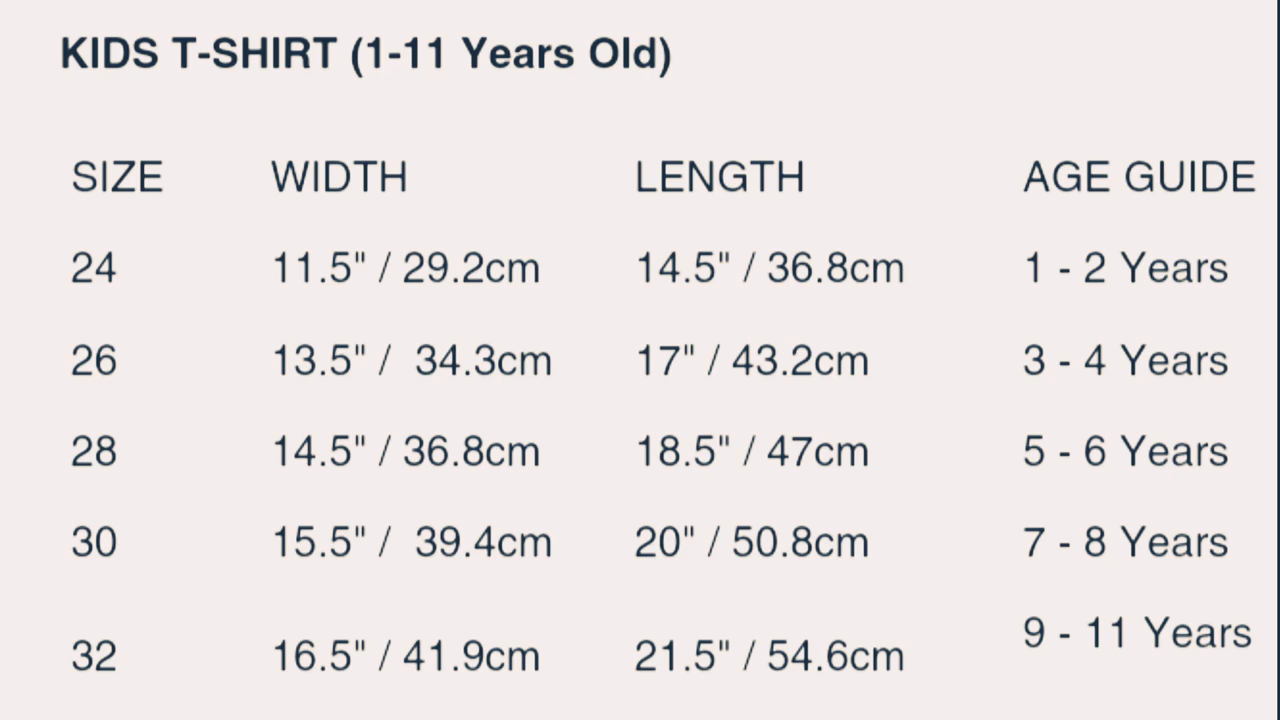 KIDS T-SHIRT (1-11 Years Old)
SIZE WIDTH LENGTH AGE GUIDE
24 11.5" / 29.2cm 14.5" / 36.8cm 1 - 2 Years
26 13.5" /  34.3cm 17" / 43.2cm 3 - 4 Years
28 14.5" / 36.8cm 18.5" / 47cm 5 - 6 Years
30 15.5" /  39.4cm 20" / 50.8cm 7 - 8 Years
32 16.5" / 41.9cm 21.5" / 54.6cm 9 - 11 Years